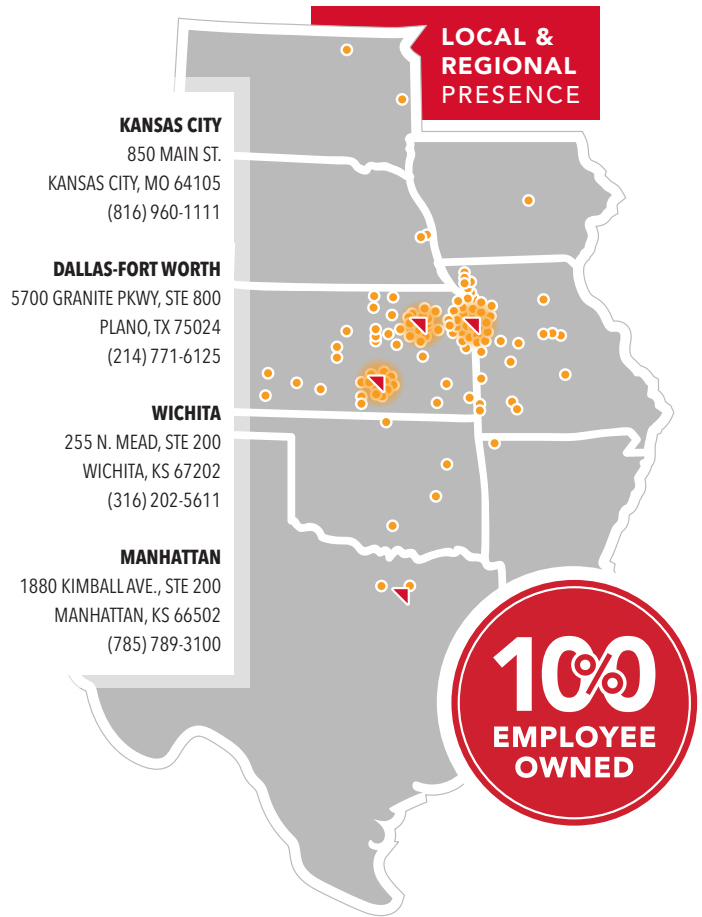 LOCAL &
REGIONAL
PRESENCE
KANSAS CITY
850 MAIN ST.
KANSAS CITY, MO 64105
(816) 960-1111
DALLAS-FORT WORTH
5700 GRANITE PKWY, STE 800
PLANO, TX 75024
(214) 771-6125
WICHITA
255 N. MEAD, STE 200
WICHITA, KS 67202
(316) 202-5611
MANHATTAN
1880 KIMBALL AVE., STE 200
MANHATTAN, KS 66502
(785) 789-3100
100%
EMPLOYEE
OWNED